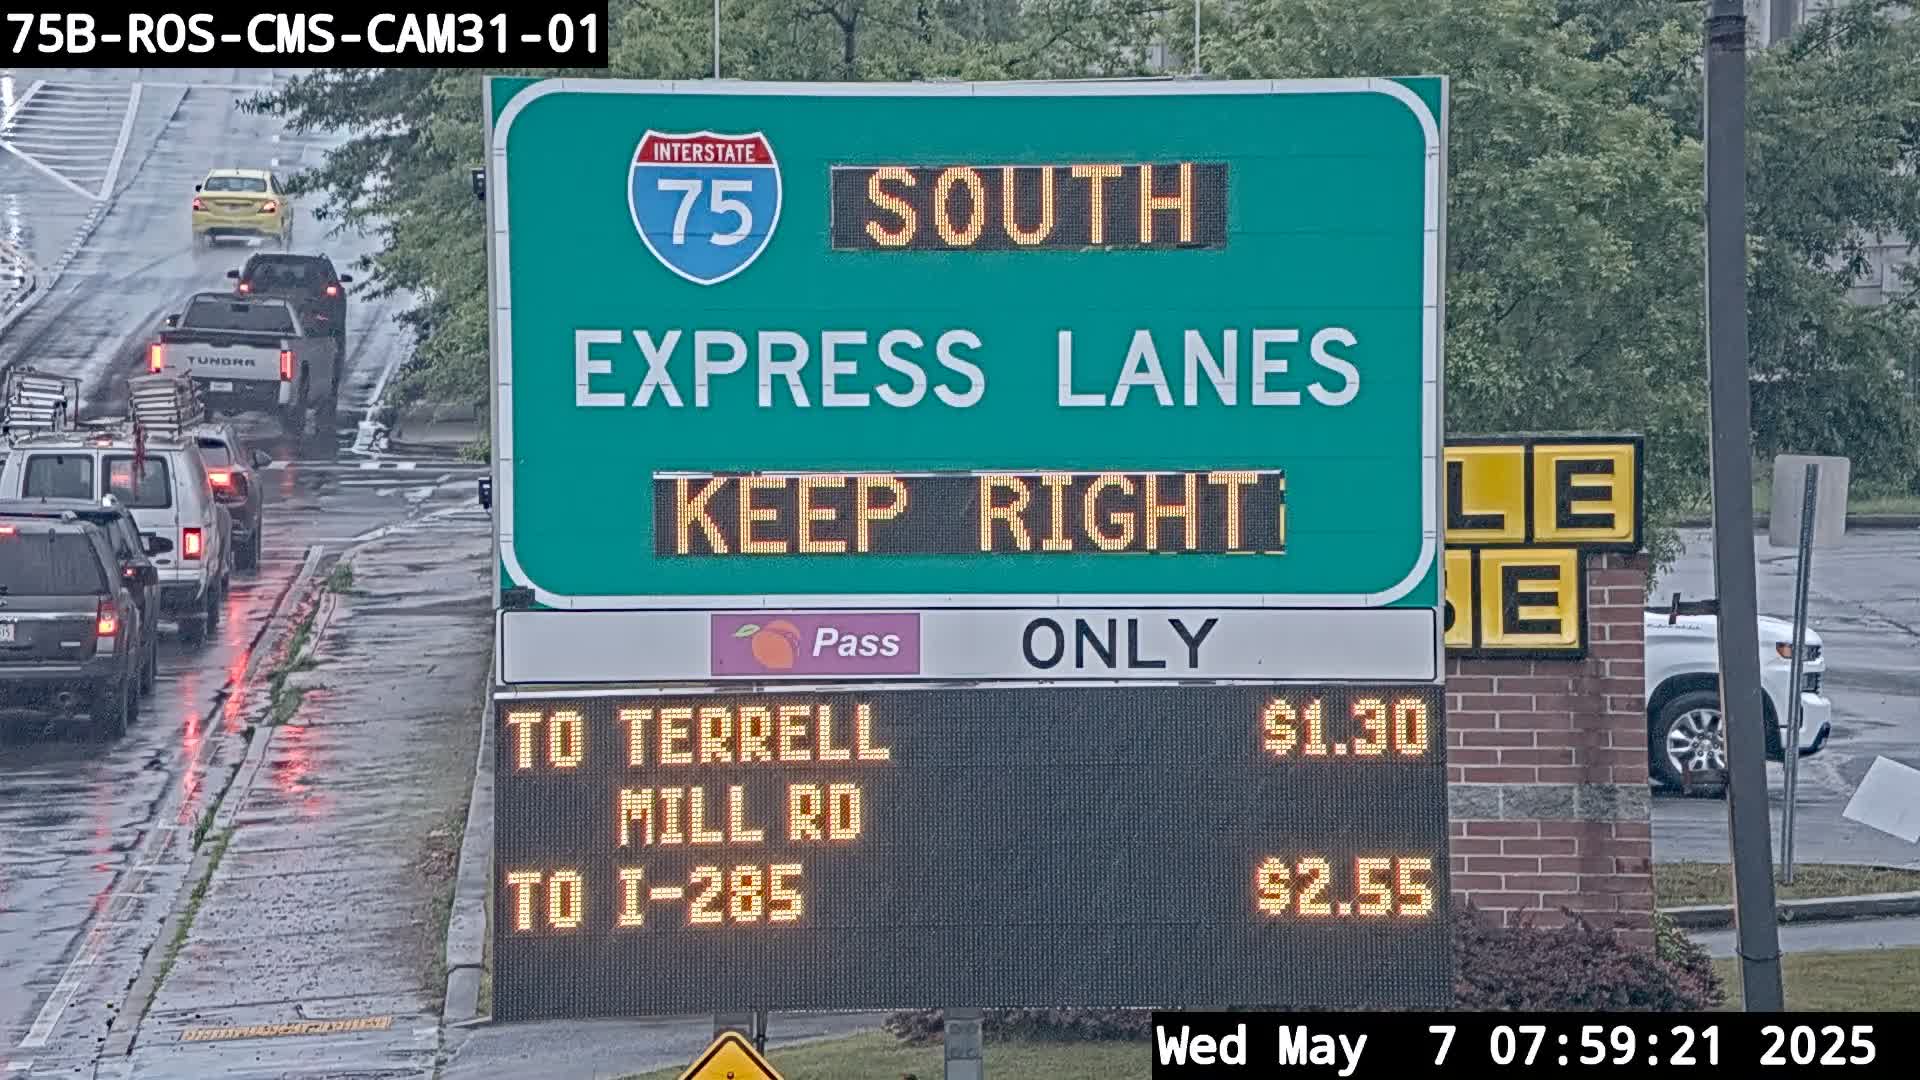 75B-ROS-CMS-CAM31-01
INTERSTATE
75
SOUTH
EXPRESS LANES
KEEP RIGHT
Pass ONLY
TO TERRELL $1.30
MILL RD
TO I-285 $2.55
TUNDRA
LE
E
Wed May 7 07:59:21 2025